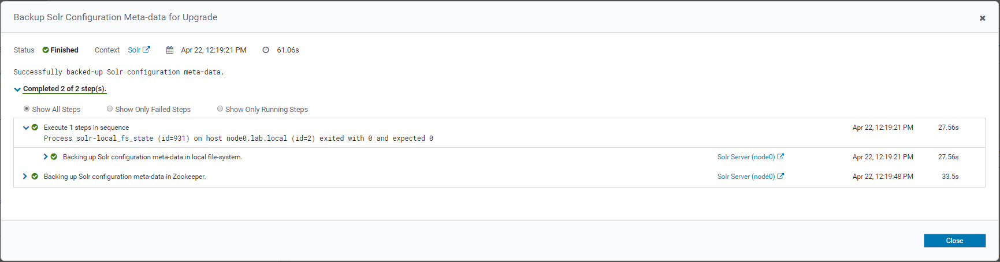 Backup Solr Configuration Meta-data for Upgrade
Status Finished Context Solr Apr 22, 12:19:21 PM 61.06s
Successfully backed-up Solr configuration meta-data.
Completed 2 of 2 step(s).
Show All Steps Show Only Failed Steps Show Only Running Steps
Execute 1 steps in sequence Apr 22, 12:19:21 PM 27.56s
Process solr-local_fs_state (id=931) on host node0.lab.local (id=2) exited with 0 and expected 0
Backing up Solr configuration meta-data in local file-system. Solr Server (node0) Apr 22, 12:19:21 PM 27.56s
Backing up Solr configuration meta-data in Zookeeper. Solr Server (node0) Apr 22, 12:19:48 PM 33.5s
Close